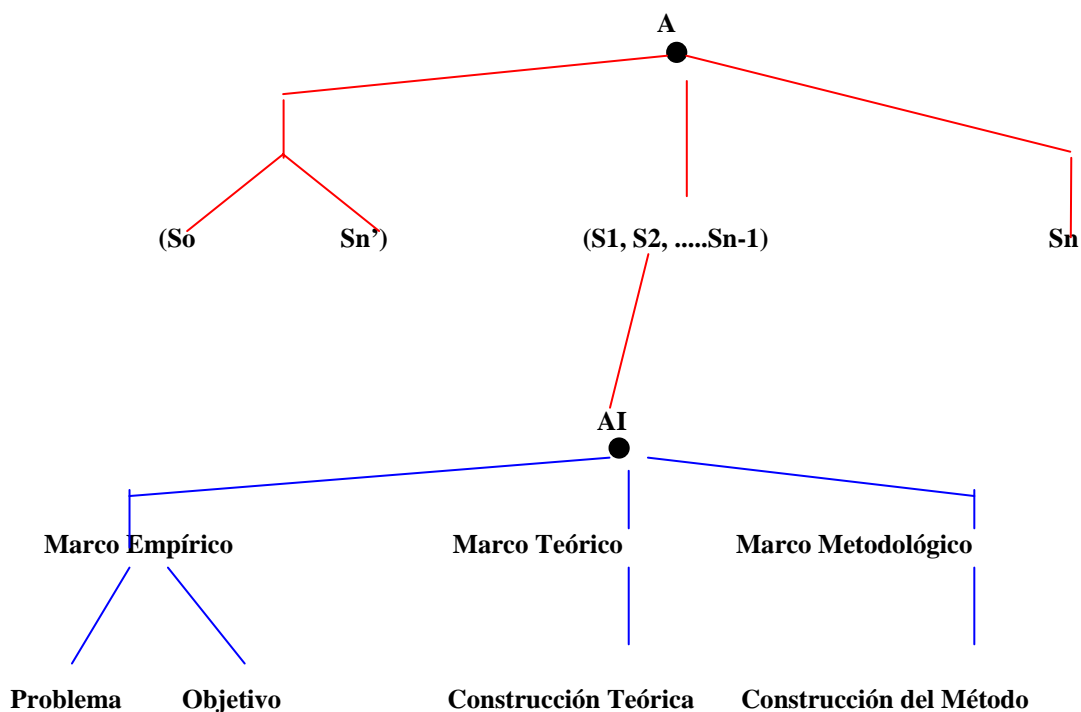 A
(So Sn’) (S1, S2, .....Sn-1) Sn
AI
Marco Empírico Marco Teórico Marco Metodológico
Problema Objetivo Construcción Teórica Construcción del Método